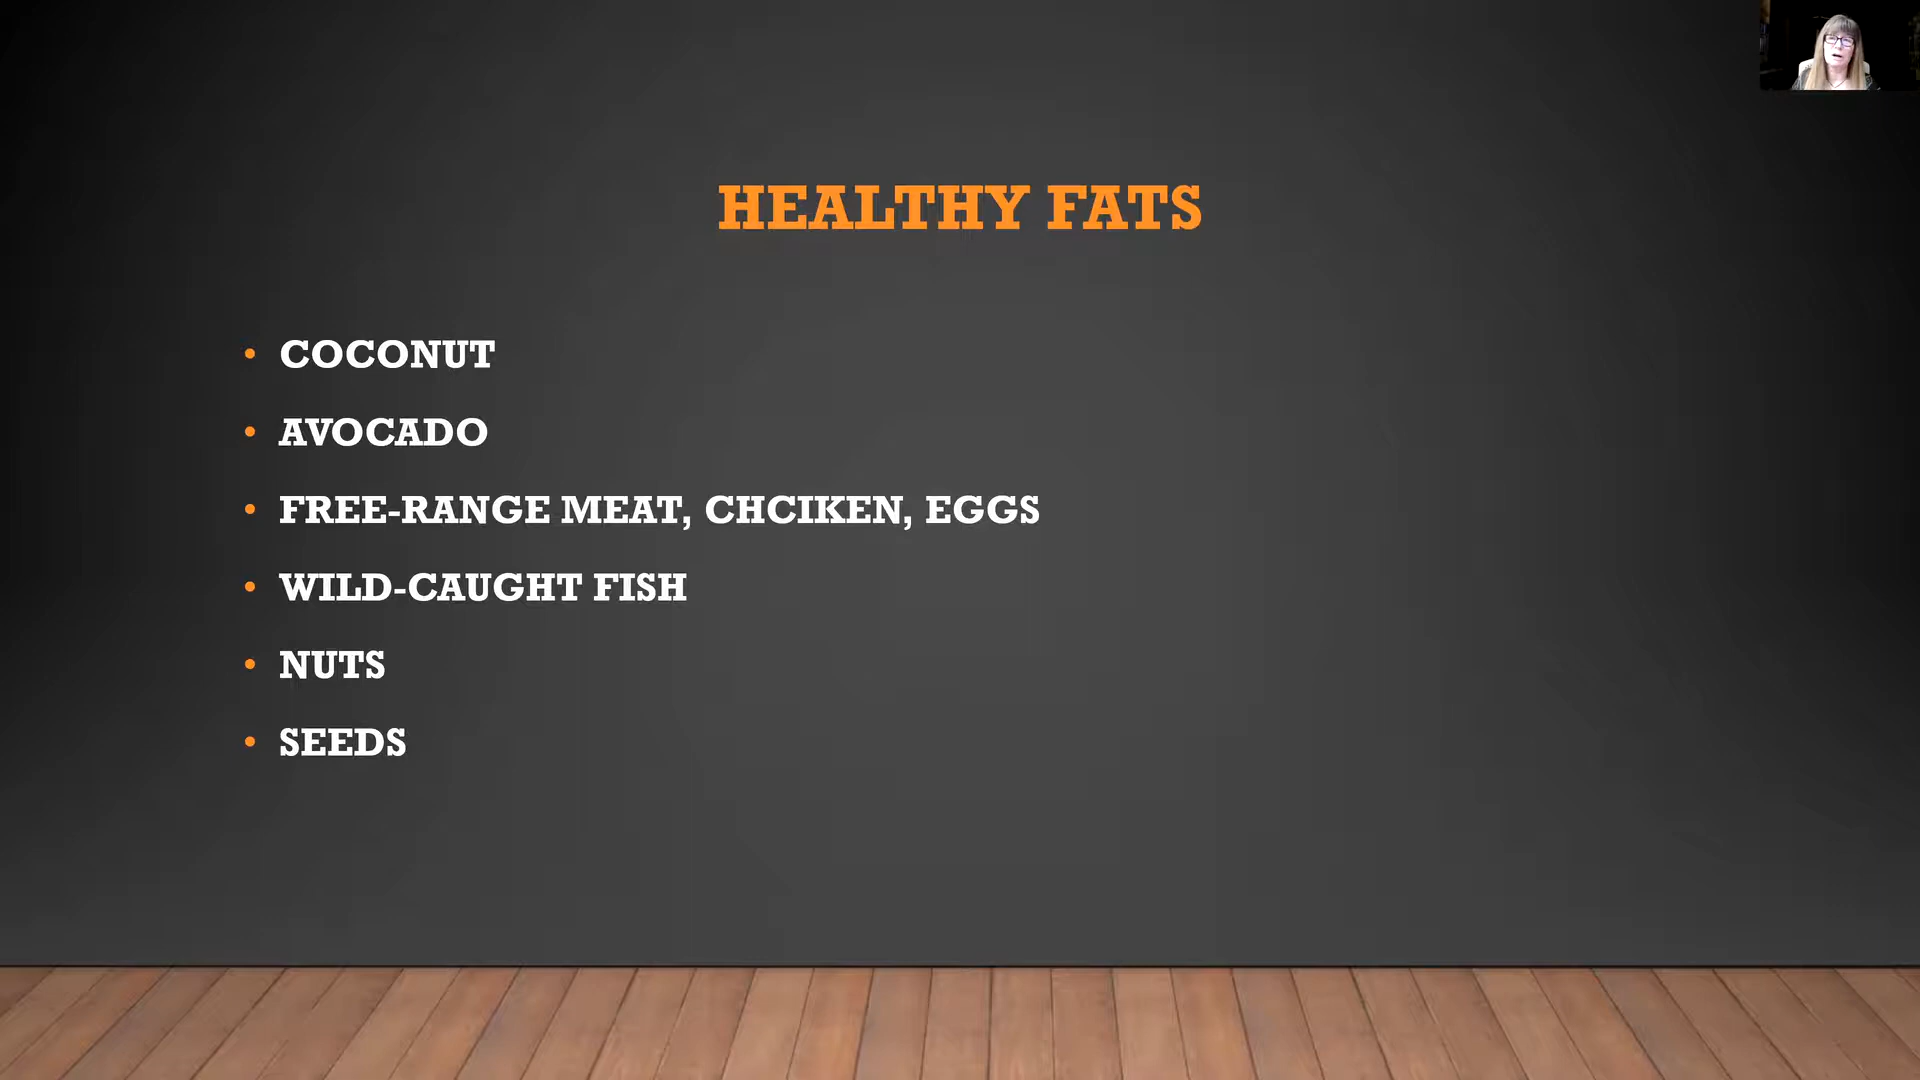 HEALTHY FATS
• COCONUT
• AVOCADO
• FREE-RANGE MEAT, CHCIKEN, EGGS
• WILD-CAUGHT FISH
• NUTS
• SEEDS